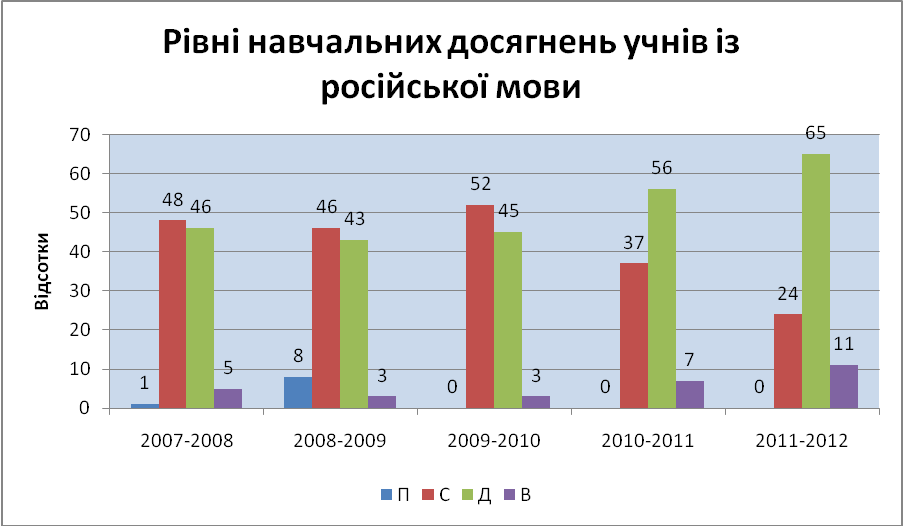 Рівні навчальних досягнень учнів із
російської мови
Відсотки
70
60
50
40
30
20
10
0
1 48 46 5
8 46 43 3
0 52 45 3
0 37 56 7
0 24 65 11
2007-2008 2008-2009 2009-2010 2010-2011 2011-2012
П С Д В